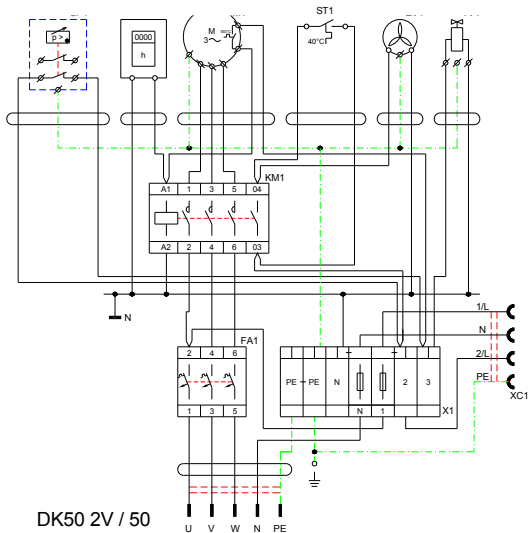 ST1
p >
0000
h
M
3
160°C
40°C
KM1
A1 1 3 5 04
A2 2 4 6 03
N
1/L
N
2/L
PE
XC1
FA1
2 4 6
1 3 5
PE PE N 2 3
N 1
X1
DK50 2V / 50
U V W N PE